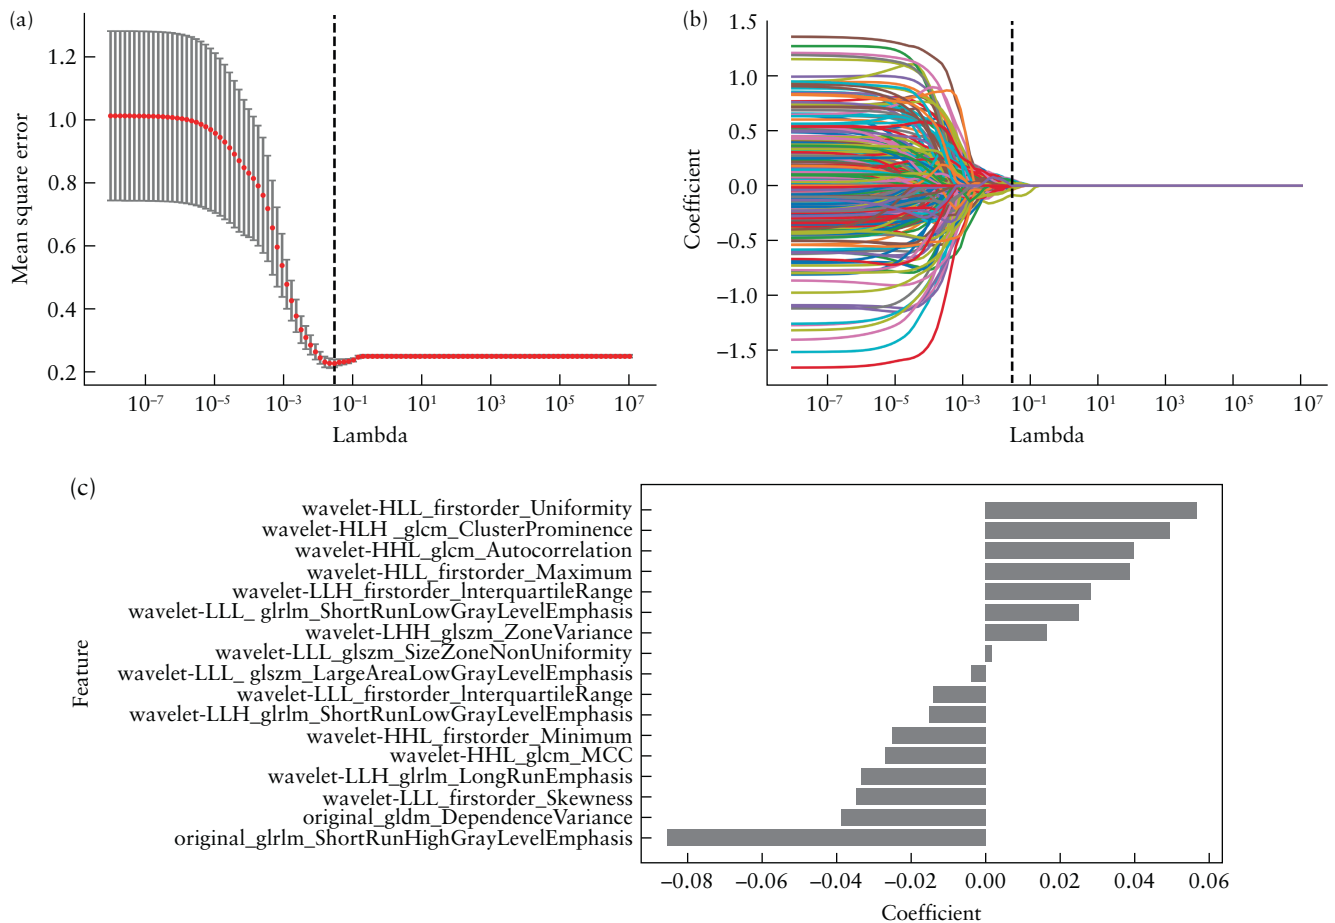 (a)
1.2
1.0
0.8
0.6
0.4
0.2
Mean square error
10⁻⁷ 10⁻⁵ 10⁻³ 10⁻¹ 10¹ 10³ 10⁵ 10⁷
Lambda
(b)
1.5
1.0
0.5
0.0
−0.5
−1.0
−1.5
Coefficient
10⁻⁷ 10⁻⁵ 10⁻³ 10⁻¹ 10¹ 10³ 10⁵ 10⁷
Lambda
(c)
Feature
wavelet-HLL_firstorder_Uniformity
wavelet-HLH _glcm_ClusterProminence
wavelet-HHL_glcm_Autocorrelation
wavelet-HLL_firstorder_Maximum
wavelet-LLH_firstorder_lnterquartileRange
wavelet-LLL_ glrlm_ShortRunLowGrayLevelEmphasis
wavelet-LHH_glszm_ZoneVariance
wavelet-LLL_glszm_SizeZoneNonUniformity
wavelet-LLL_ glszm_LargeAreaLowGrayLevelEmphasis
wavelet-LLL_firstorder_lnterquartileRange
wavelet-LLH_glrlm_ShortRunLowGrayLevelEmphasis
wavelet-HHL_firstorder_Minimum
wavelet-HHL_glcm_MCC
wavelet-LLH_glrlm_LongRunEmphasis
wavelet-LLL_firstorder_Skewness
original_gldm_DependenceVariance
original_glrlm_ShortRunHighGrayLevelEmphasis
−0.08 −0.06 −0.04 −0.02 0.00 0.02 0.04 0.06
Coefficient